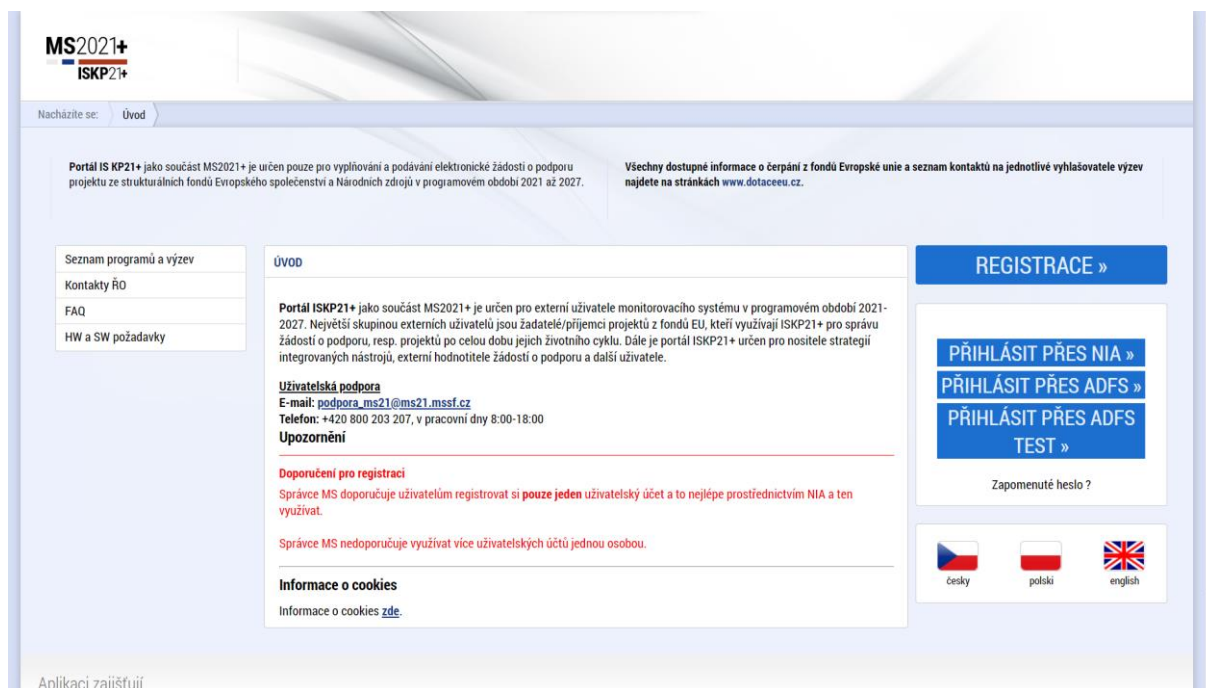 MS2021+
ISKP21+
Nacházíte se: Úvod
Portál IS KP21+ jako součást MS2021+ je určen pouze pro vyplňování a podávání elektronické žádosti o podporu
projektu ze strukturálních fondů Evropského společenství a Národních zdrojů v programovém období 2021 až 2027.
Všechny dostupné informace o čerpání z fondů Evropské unie a seznam kontaktů na jednotlivé vyhlašovatele výzev
najdete na stránkách www.dotaceeu.cz.
Seznam programů a výzev
Kontakty ŘO
FAQ
HW a SW požadavky
ÚVOD
Portál ISKP21+ jako součást MS2021+ je určen pro externí uživatele monitorovacího systému v programovém období 2021-
2027. Největší skupinou externích uživatelů jsou žadatelé/příjemci projektů z fondů EU, kteří využívají ISKP21+ pro správu
žádostí o podporu, resp. projektů po celou dobu jejich životního cyklu. Dále je portál ISKP21+ určen pro nositele strategií
integrovaných nástrojů, externí hodnotitele žádostí o podporu a další uživatele.
Uživatelská podpora
E-mail: podpora_ms21@ms21.mssf.cz
Telefon: +420 800 203 207, v pracovní dny 8:00-18:00
Upozornění
Doporučení pro registraci
Správce MS doporučuje uživatelům registrovat si pouze jeden uživatelský účet a to nejlépe prostřednictvím NIA a ten
využívat.
Správce MS nedoporučuje využívat více uživatelských účtů jednou osobou.
Informace o cookies
Informace o cookies zde.
REGISTRACE »
PŘIHLÁSIT PŘES NIA »
PŘIHLÁSIT PŘES ADFS »
PŘIHLÁSIT PŘES ADFS
TEST »
Zapomenuté heslo ?
česky polski english
Aplikaci zajišťují